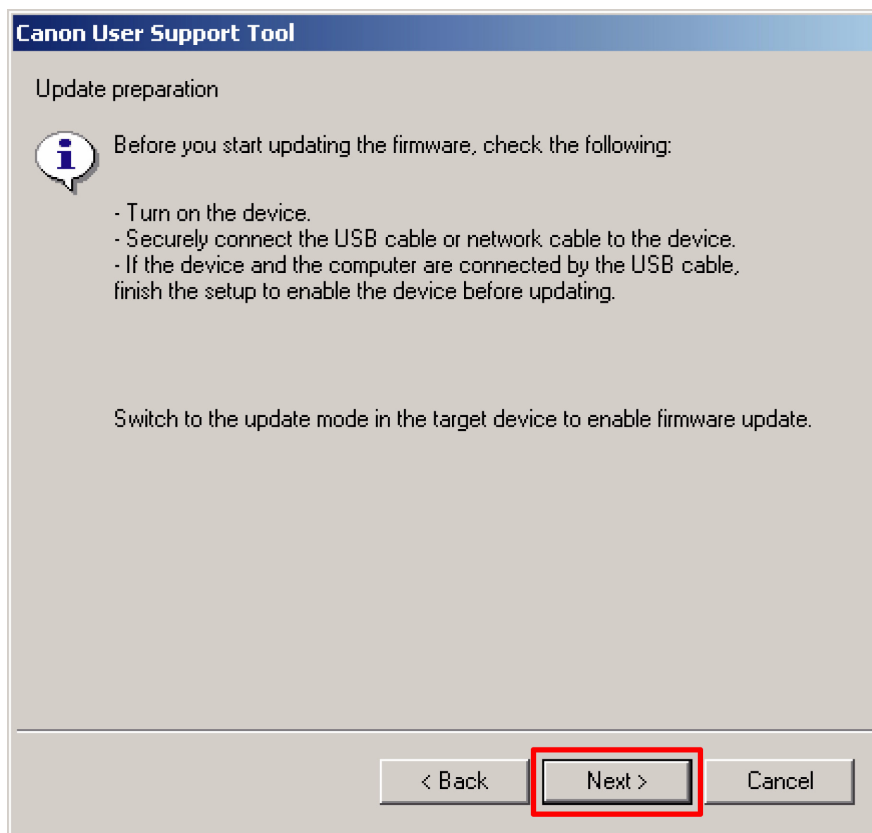 Canon User Support Tool
Update preparation
Before you start updating the firmware, check the following:
- Turn on the device.
- Securely connect the USB cable or network cable to the device.
- If the device and the computer are connected by the USB cable,
finish the setup to enable the device before updating.
Switch to the update mode in the target device to enable firmware update.
< Back Next > Cancel